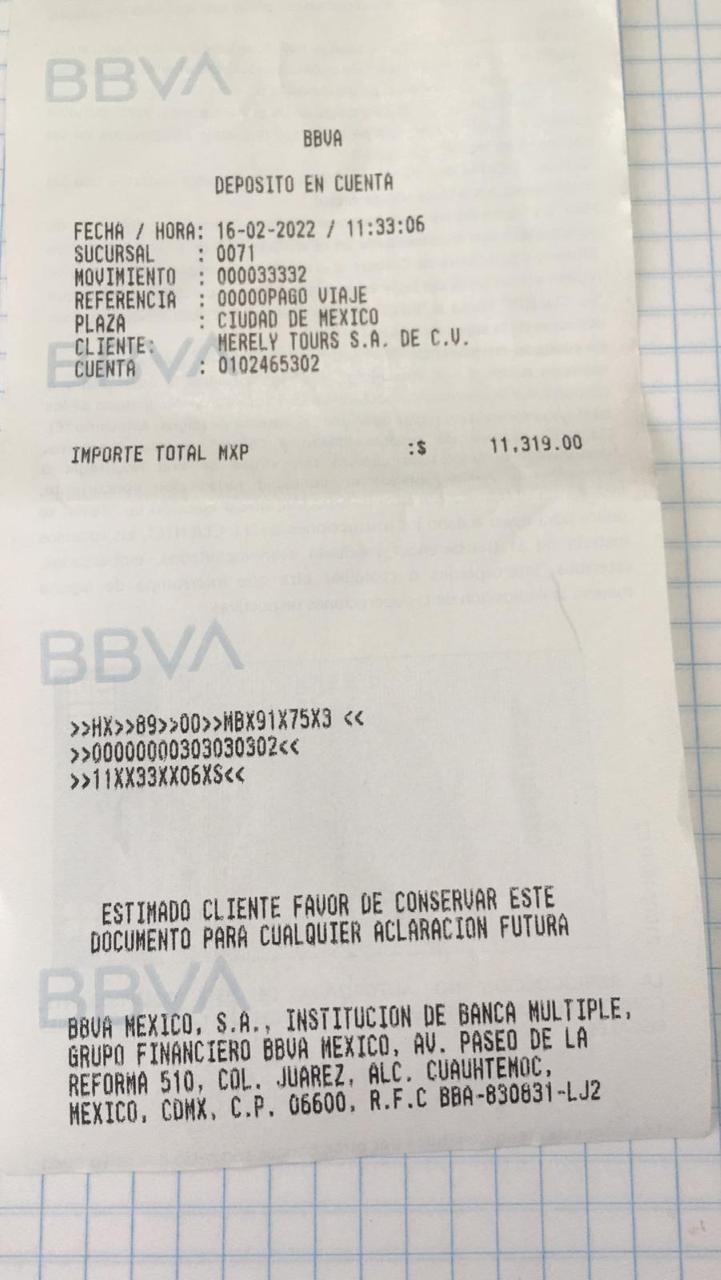 BBVA
BBVA
DEPOSITO EN CUENTA
FECHA / HORA: 16-02-2022 / 11:33:06
SUCURSAL : 0071
MOVIMIENTO : 000033332
REFERENCIA : 00000PAGO VIAJE
PLAZA : CIUDAD DE MEXICO
CLIENTE: MERELY TOURS S.A. DE C.V.
BBVA
CUENTA : 0102465302
IMPORTE TOTAL MXP :$ 11,319.00
BBVA
>>HX>>89>>00>>MBX91X75X3 <<
>>00000000303030302<<
>>11XX33XX06XS<<
ESTIMADO CLIENTE FAVOR DE CONSERVAR ESTE
DOCUMENTO PARA CUALQUIER ACLARACION FUTURA
BBVA
BBVA MEXICO, S.A., INSTITUCION DE BANCA MULTIPLE,
GRUPO FINANCIERO BBVA MEXICO, AV. PASEO DE LA
REFORMA 510, COL. JUAREZ, ALC. CUAUHTEMOC,
MEXICO, CDMX, C.P. 06600, R.F.C BBA-830831-LJ2